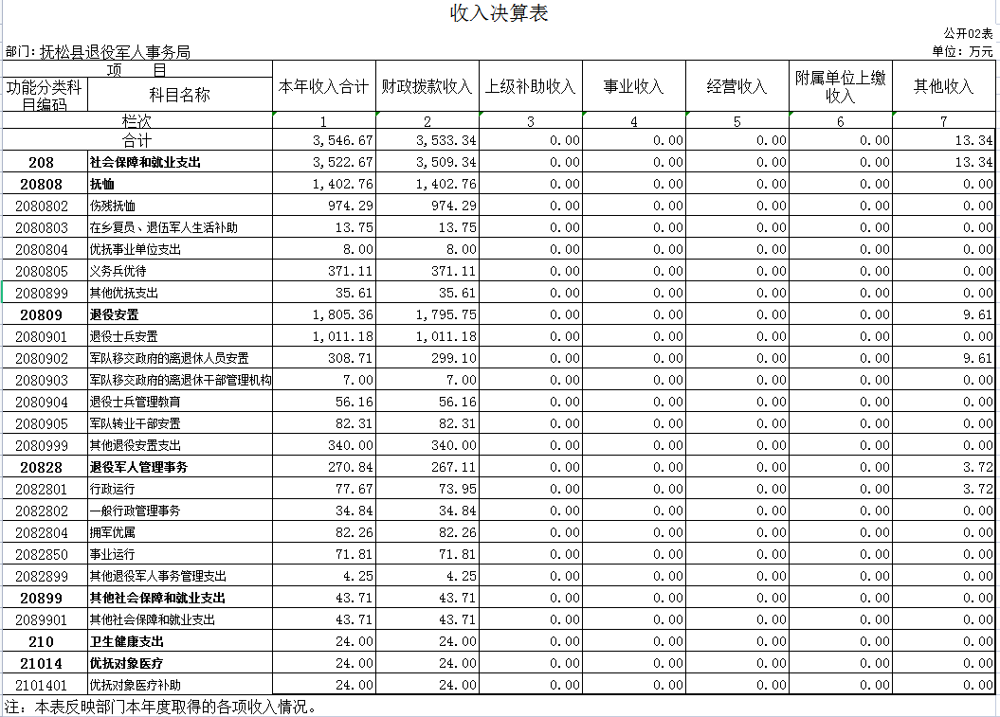 收入决算表
公开02表
部门：抚松县退役军人事务局 单位：万元
项 目 本年收入合计 财政拨款收入 上级补助收入 事业收入 经营收入 附属单位上缴收入 其他收入
功能分类科目编码 科目名称
栏次 1 2 3 4 5 6 7
合计 3,546.67 3,533.34 0.00 0.00 0.00 0.00 13.34
208 社会保障和就业支出 3,522.67 3,509.34 0.00 0.00 0.00 0.00 13.34
20808 抚恤 1,402.76 1,402.76 0.00 0.00 0.00 0.00 0.00
2080802 伤残抚恤 974.29 974.29 0.00 0.00 0.00 0.00 0.00
2080803 在乡复员、退伍军人生活补助 13.75 13.75 0.00 0.00 0.00 0.00 0.00
2080804 优抚事业单位支出 8.00 8.00 0.00 0.00 0.00 0.00 0.00
2080805 义务兵优待 371.11 371.11 0.00 0.00 0.00 0.00 0.00
2080899 其他优抚支出 35.61 35.61 0.00 0.00 0.00 0.00 0.00
20809 退役安置 1,805.36 1,795.75 0.00 0.00 0.00 0.00 9.61
2080901 退役士兵安置 1,011.18 1,011.18 0.00 0.00 0.00 0.00 0.00
2080902 军队移交政府的离退休人员安置 308.71 299.10 0.00 0.00 0.00 0.00 9.61
2080903 军队移交政府的离退休干部管理机构 7.00 7.00 0.00 0.00 0.00 0.00 0.00
2080904 退役士兵管理教育 56.16 56.16 0.00 0.00 0.00 0.00 0.00
2080905 军队转业干部安置 82.31 82.31 0.00 0.00 0.00 0.00 0.00
2080999 其他退役安置支出 340.00 340.00 0.00 0.00 0.00 0.00 0.00
20828 退役军人管理事务 270.84 267.11 0.00 0.00 0.00 0.00 3.72
2082801 行政运行 77.67 73.95 0.00 0.00 0.00 0.00 3.72
2082802 一般行政管理事务 34.84 34.84 0.00 0.00 0.00 0.00 0.00
2082804 拥军优属 82.26 82.26 0.00 0.00 0.00 0.00 0.00
2082850 事业运行 71.81 71.81 0.00 0.00 0.00 0.00 0.00
2082899 其他退役军人事务管理支出 4.25 4.25 0.00 0.00 0.00 0.00 0.00
20899 其他社会保障和就业支出 43.71 43.71 0.00 0.00 0.00 0.00 0.00
2089901 其他社会保障和就业支出 43.71 43.71 0.00 0.00 0.00 0.00 0.00
210 卫生健康支出 24.00 24.00 0.00 0.00 0.00 0.00 0.00
21014 优抚对象医疗 24.00 24.00 0.00 0.00 0.00 0.00 0.00
2101401 优抚对象医疗补助 24.00 24.00 0.00 0.00 0.00 0.00 0.00
注：本表反映部门本年度取得的各项收入情况。